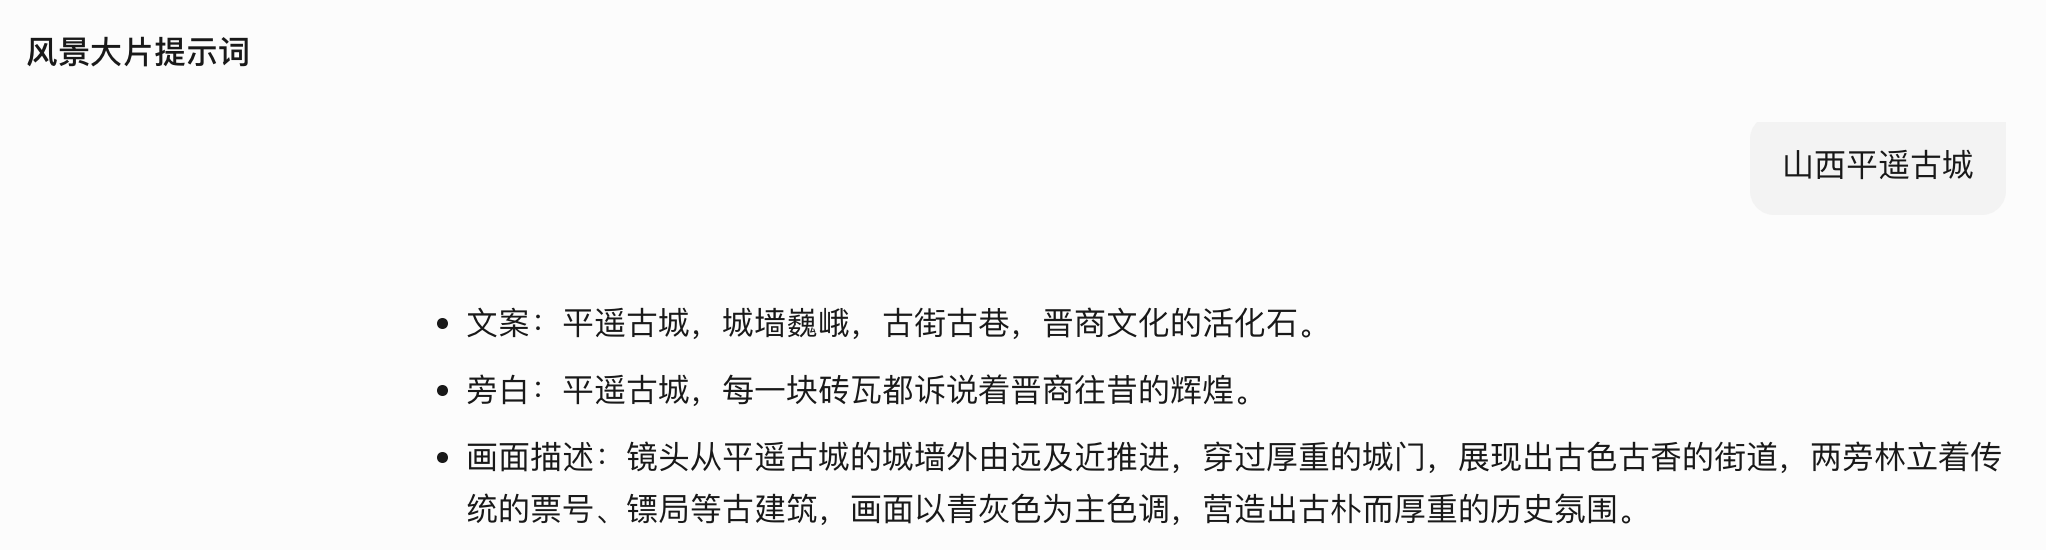 风景大片提示词
山西平遥古城
• 文案：平遥古城，城墙巍峨，古街古巷，晋商文化的活化石。
• 旁白：平遥古城，每一块砖瓦都诉说着晋商往昔的辉煌。
• 画面描述：镜头从平遥古城的城墙外由远及近推进，穿过厚重的城门，展现出古色古香的街道，两旁林立着传
统的票号、镖局等古建筑，画面以青灰色为主色调，营造出古朴而厚重的历史氛围。